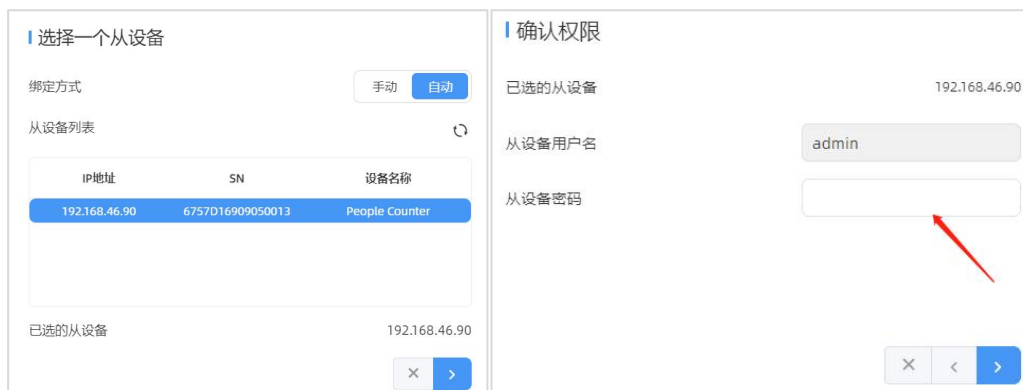 选择一个从设备
绑定方式 手动 自动
从设备列表
IP地址 SN 设备名称
192.168.46.90 6757D16909050013 People Counter
已选的从设备 192.168.46.90
确认权限
已选的从设备 192.168.46.90
从设备用户名 admin
从设备密码